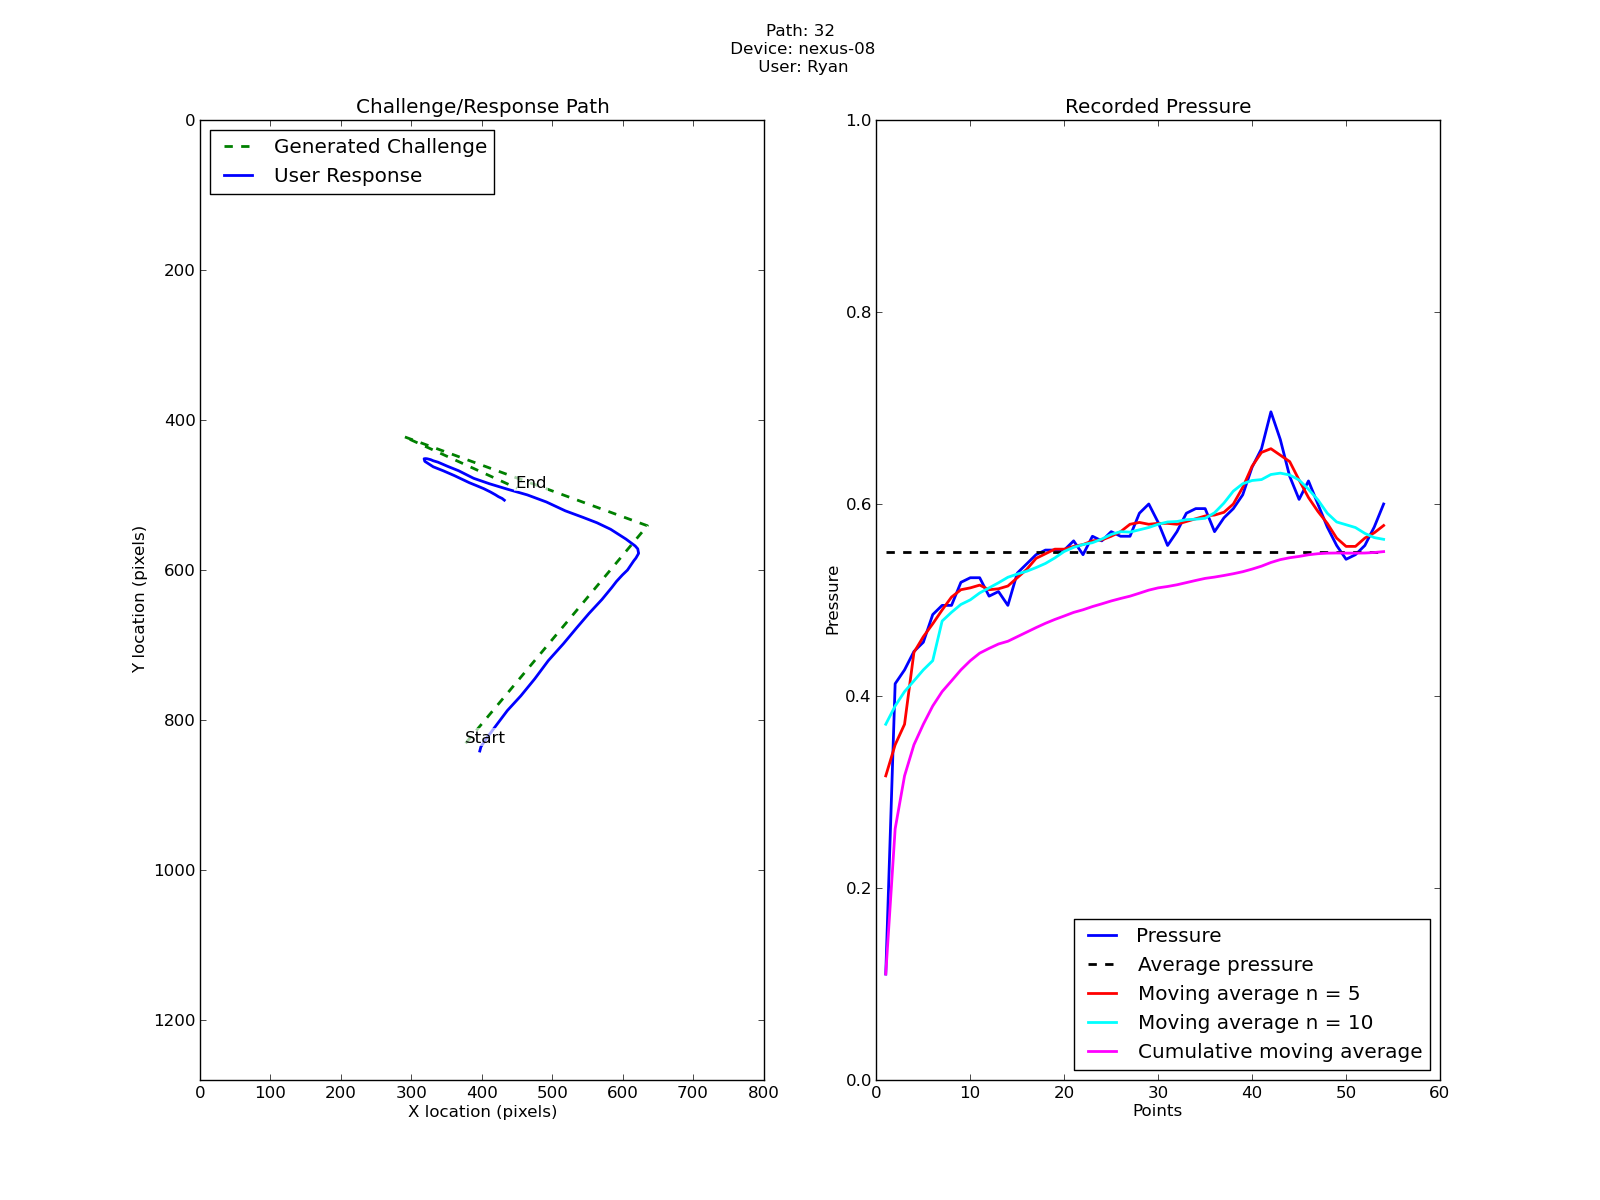 Path: 32
Device: nexus-08
User: Ryan
Challenge/Response Path
Generated Challenge
User Response
0
200
400
600
800
1000
1200
Y location (pixels)
End
Start
0 100 200 300 400 500 600 700 800
X location (pixels)
Recorded Pressure
1.0
0.8
0.6
0.4
0.2
0.0
Pressure
Pressure
Average pressure
Moving average n = 5
Moving average n = 10
Cumulative moving average
0 10 20 30 40 50 60
Points